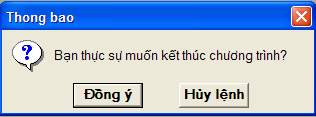 Thong bao
Bạn thực sự muốn kết thúc chương trình?
Đồng ý
Hủy lệnh